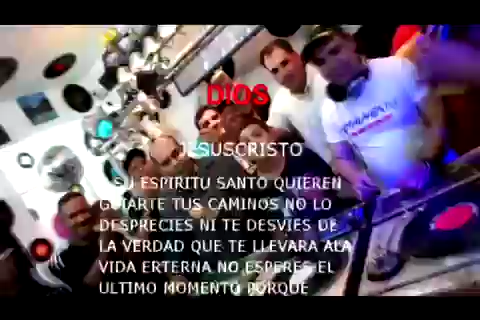 DIOS
JESUSCRISTO
Y SU ESPIRITU SANTO QUIEREN
GUIARTE TUS CAMINOS NO LO
DESPRECIES NI TE DESVIES DE
LA VERDAD QUE TE LLEVARA ALA
VIDA ERTERNA NO ESPERES EL
ULTIMO MOMENTO PORQUE